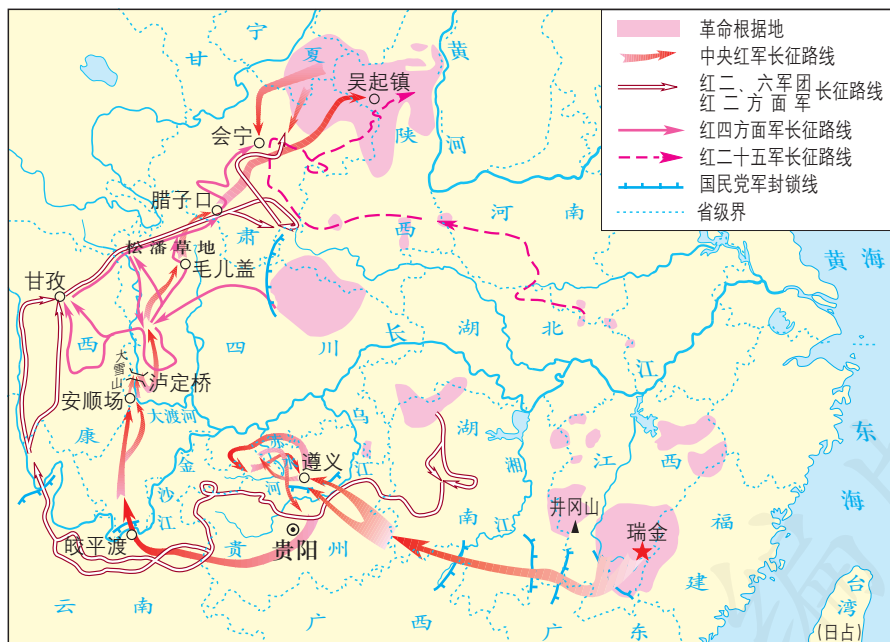 革命根据地
中央红军长征路线
红二、六军团
红二方面军
长征路线
红四方面军长征路线
红二十五军长征路线
国民党军封锁线
省级界
甘
宁
夏
黄
河
吴起镇
会宁
陕
腊子口
肃
西
河
南
松潘草地
毛儿盖
甘孜
黄海
西
四
川
长
湖
北
江
大雪山
泸定桥
安顺场
大渡河
康
乌
江
湖
东
海
金
沙
江
赤
水
河
遵义
湘
江
江
西
南
井冈山
瑞金
福
建
皎平渡
贵
贵阳
州
云
南
广
西
广
东
台
湾
(日占)